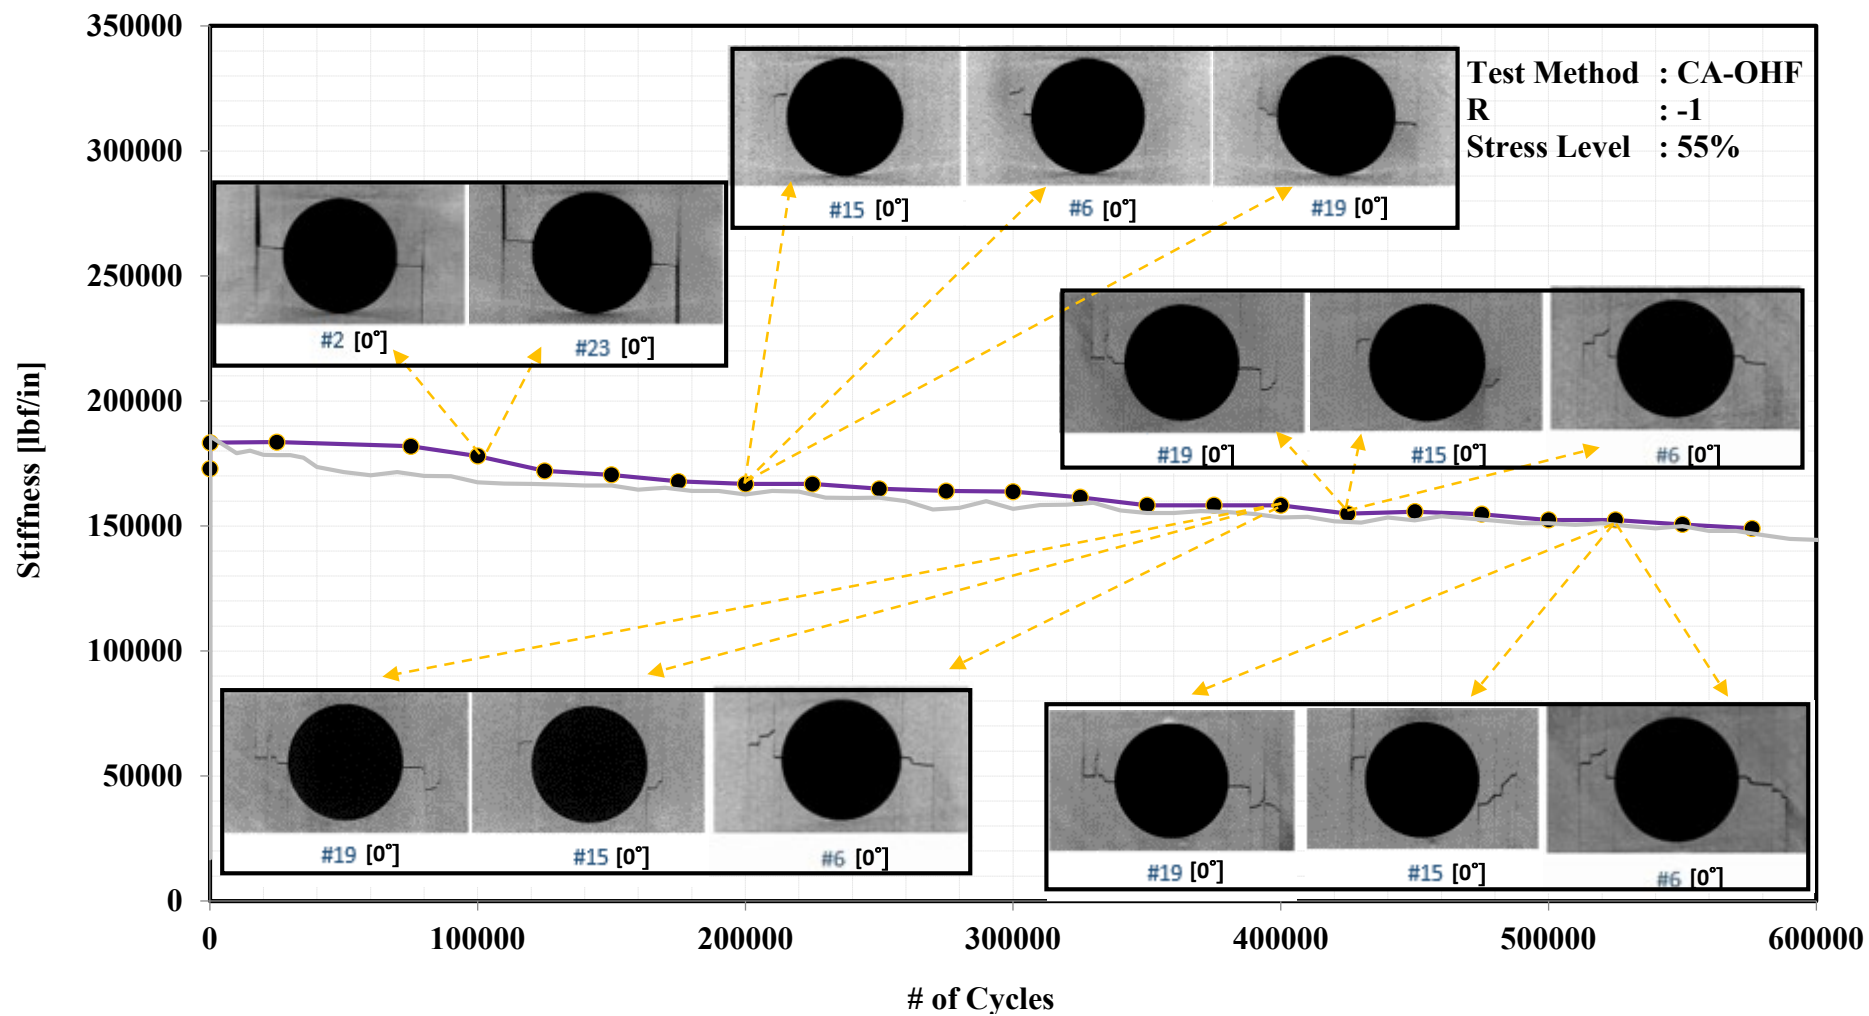 350000
300000
250000
200000
150000
100000
50000
0
Stiffness [lbf/in]
Test Method : CA-OHF
R : -1
Stress Level : 55%
#15 [0°] #6 [0°] #19 [0°]
#2 [0°] #23 [0°]
#19 [0°] #15 [0°] #6 [0°]
#19 [0°] #15 [0°] #6 [0°]
#19 [0°] #15 [0°] #6 [0°]
0 100000 200000 300000 400000 500000 600000
# of Cycles